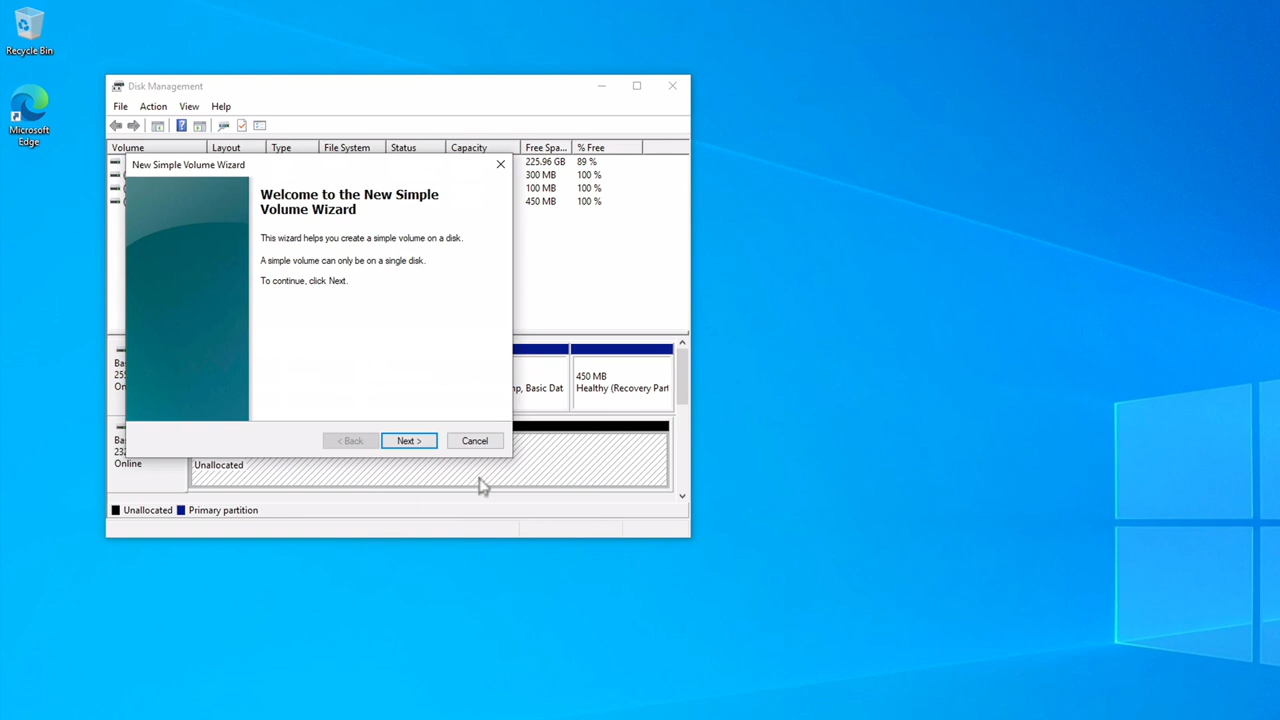 Recycle Bin
Microsoft
Edge
Disk Management
File Action View Help
Volume Layout Type File System Status Capacity Free Spa... % Free
225.96 GB 89 %
300 MB 100 %
100 MB 100 %
450 MB 100 %
New Simple Volume Wizard
Welcome to the New Simple
Volume Wizard
This wizard helps you create a simple volume on a disk.
A simple volume can only be on a single disk.
To continue, click Next.
< Back Next > Cancel
450 MB
Basic Dat
Healthy (Recovery Part
Online
Unallocated
Unallocated Primary partition